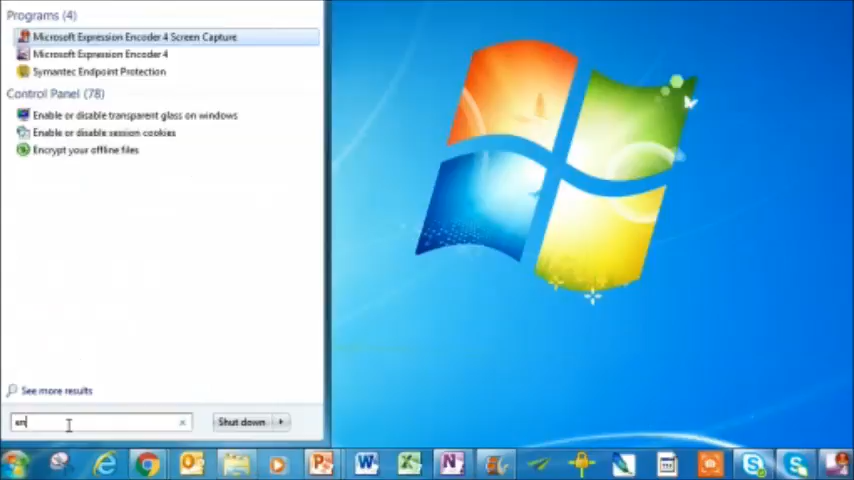 Programs (4)
Microsoft Expression Encoder 4 Screen Capture
Microsoft Expression Encoder 4
Symantec Endpoint Protection
Control Panel (78)
Enable or disable transparent glass on windows
Enable or disable session cookies
Encrypt your offline files
See more results
en
Shut down